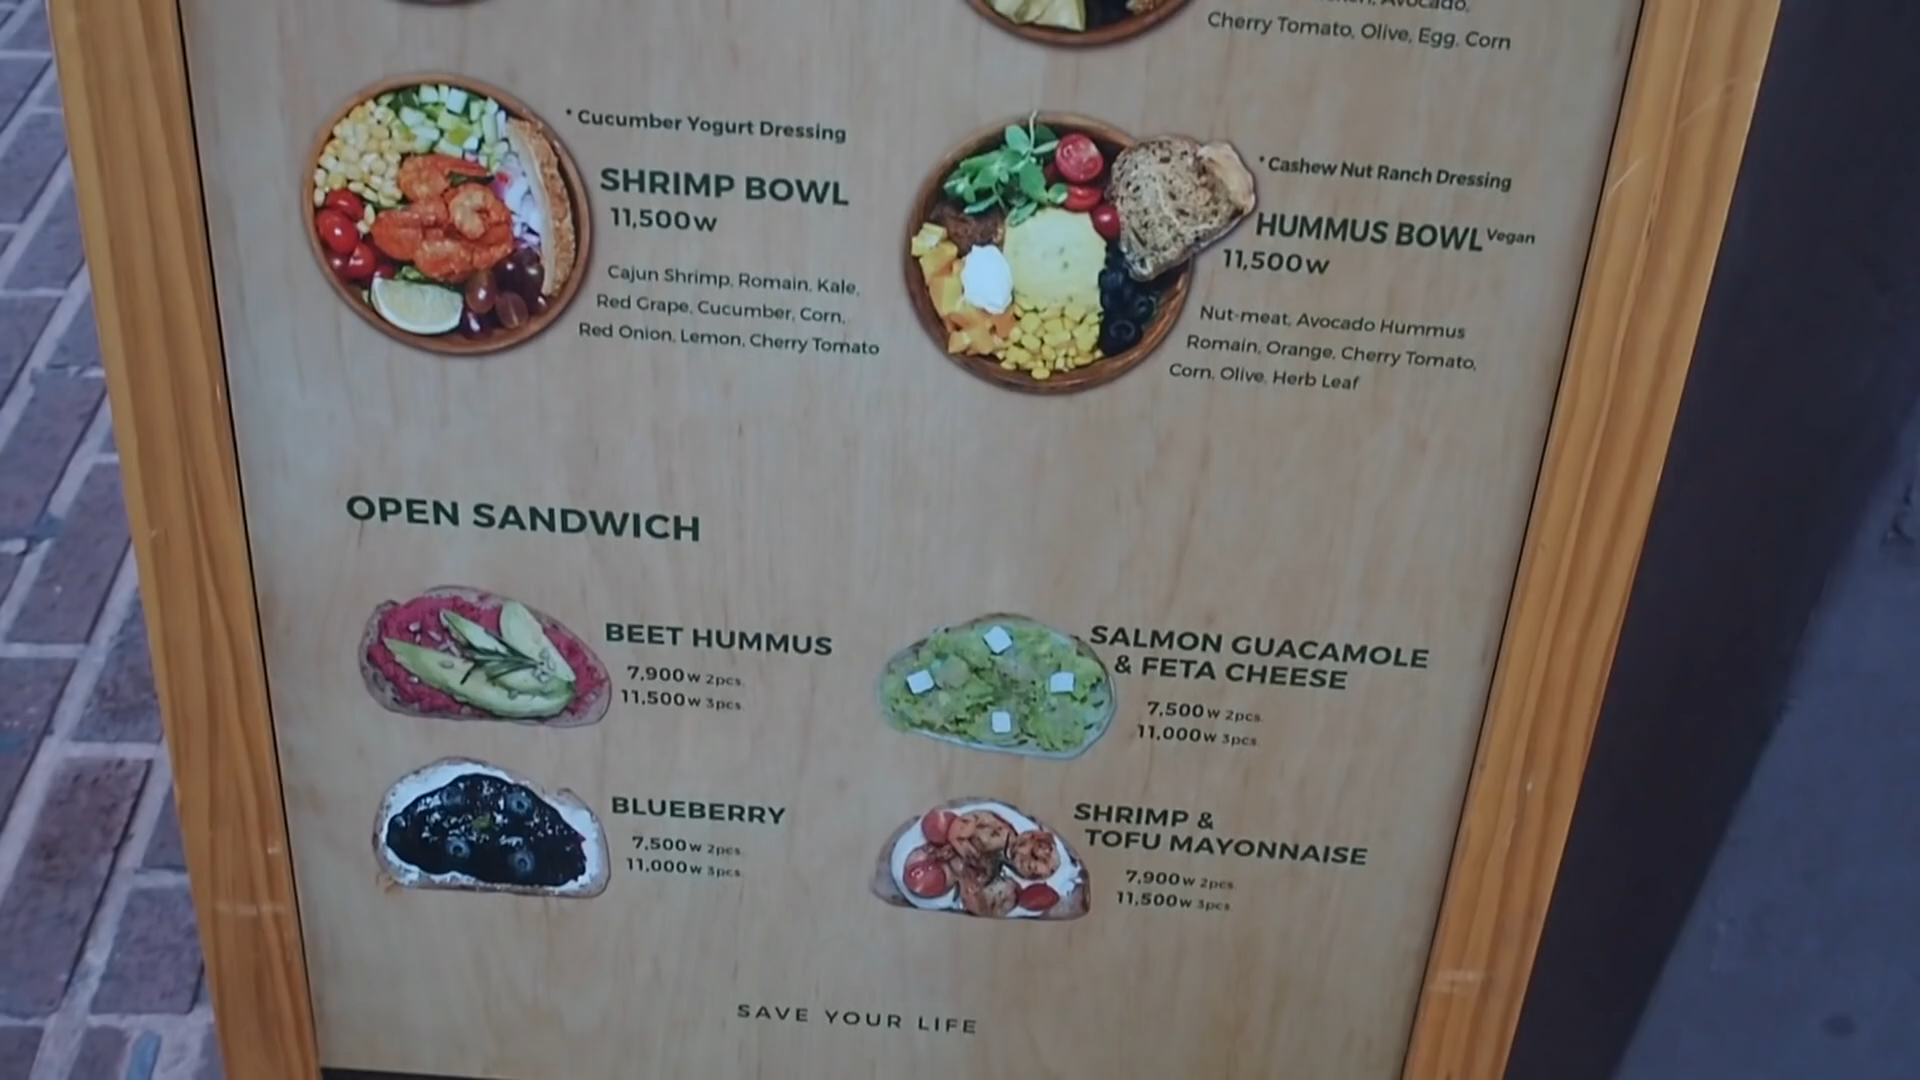 Avocado,
Cherry Tomato, Olive, Egg, Corn
* Cucumber Yogurt Dressing
SHRIMP BOWL
11,500w
Cajun Shrimp, Romain, Kale,
Red Grape, Cucumber, Corn,
Red Onion, Lemon, Cherry Tomato
* Cashew Nut Ranch Dressing
HUMMUS BOWL Vegan
11,500w
Nut-meat, Avocado Hummus
Romain, Orange, Cherry Tomato,
Corn, Olive, Herb Leaf
OPEN SANDWICH
BEET HUMMUS
7,900w 2pcs.
11,500w 3pcs.
SALMON GUACAMOLE
& FETA CHEESE
7,500w 2pcs.
11,000w 3pcs.
BLUEBERRY
7,500w 2pcs.
11,000w 3pcs.
SHRIMP &
TOFU MAYONNAISE
7,900w 2pcs.
11,500w 3pcs.
SAVE YOUR LIFE